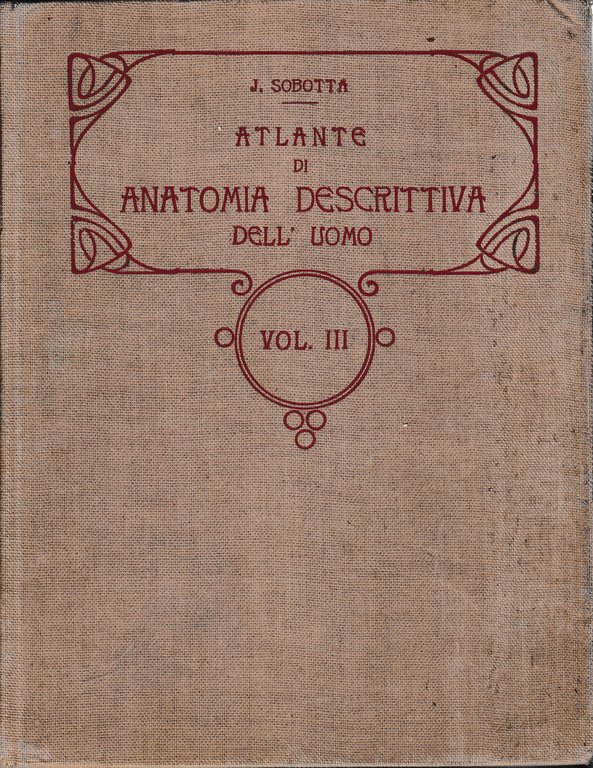 J. SOBOTTA
ATLANTE
DI
ANATOMIA DESCRITTIVA
DELL' UOMO
VOL. III